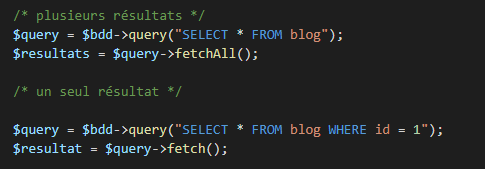 /* plusieurs résultats */
$query = $bdd->query("SELECT * FROM blog");
$resultats = $query->fetchAll();
/* un seul résultat */
$query = $bdd->query("SELECT * FROM blog WHERE id = 1");
$resultat = $query->fetch();